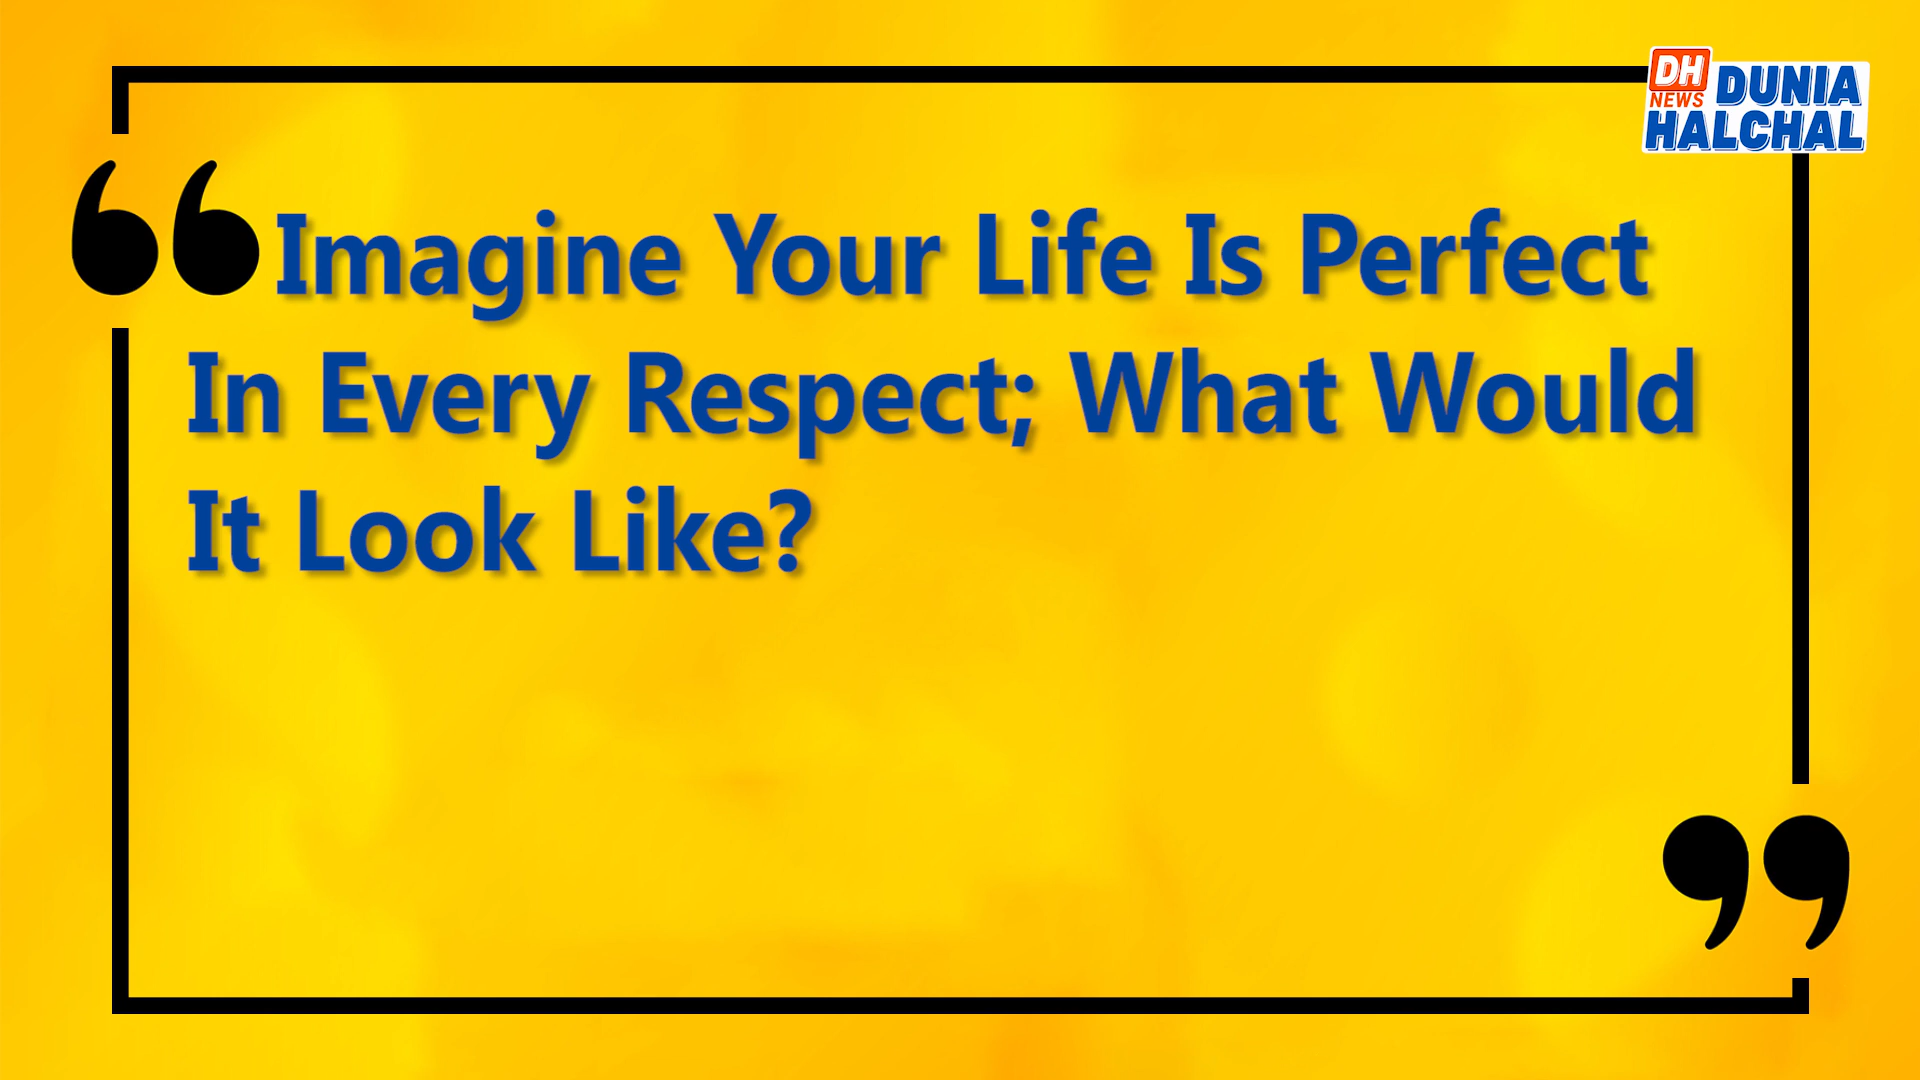 DH
NEWS
DUNIA
HALCHAL
“Imagine Your Life Is Perfect
In Every Respect; What Would
It Look Like?
”